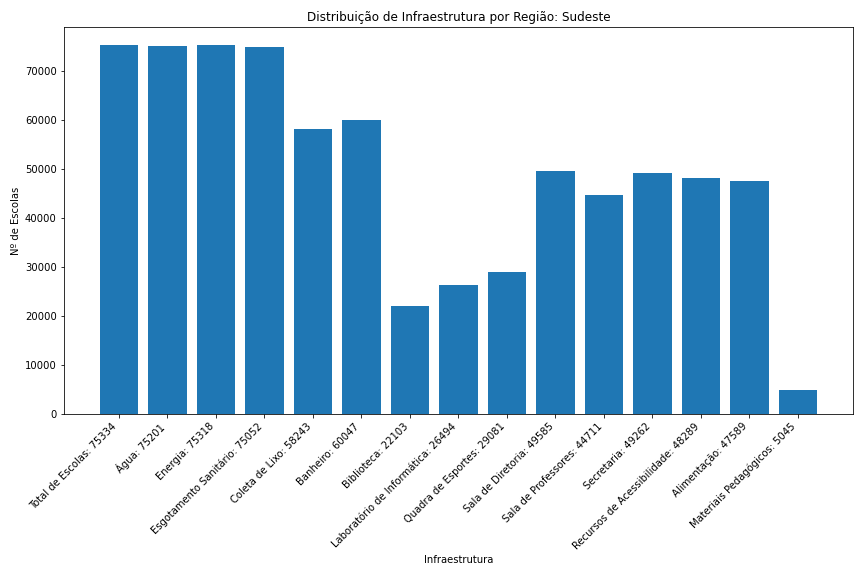 Distribuição de Infraestrutura por Região: Sudeste
Nº de Escolas
70000
60000
50000
40000
30000
20000
10000
0
Total de Escolas: 75334
Água: 75201
Energia: 75318
Esgotamento Sanitário: 75052
Coleta de Lixo: 58243
Banheiro: 60047
Biblioteca: 22103
Laboratório de Informática: 26494
Quadra de Esportes: 29081
Sala de Diretoria: 49585
Sala de Professores: 44711
Secretaria: 49262
Recursos de Acessibilidade: 48289
Alimentação: 47589
Materiais Pedagógicos: 5045
Infraestrutura